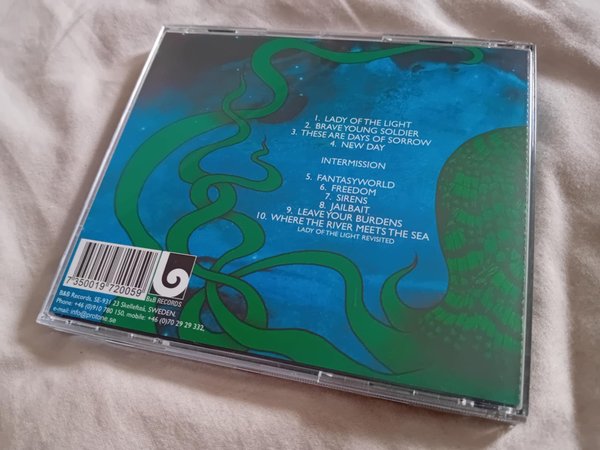 1. LADY OF THE LIGHT
2. BRAVE YOUNG SOLDIER
3. THESE ARE DAYS OF SORROW
4. NEW DAY
INTERMISSION
5. FANTASYWORLD
6. FREEDOM
7. SIRENS
8. JAILBAIT
9. LEAVE YOUR BURDENS
10. WHERE THE RIVER MEETS THE SEA
LADY OF THE LIGHT REVISITED
7 350019 720059
B&B RECORDS
B&B Records, SE-931 23 Skellefteå, SWEDEN.
Phone: +46 (0)910 780 150, mobile: +46 (0)70 29 29 332,
e-mail: info@protone.se